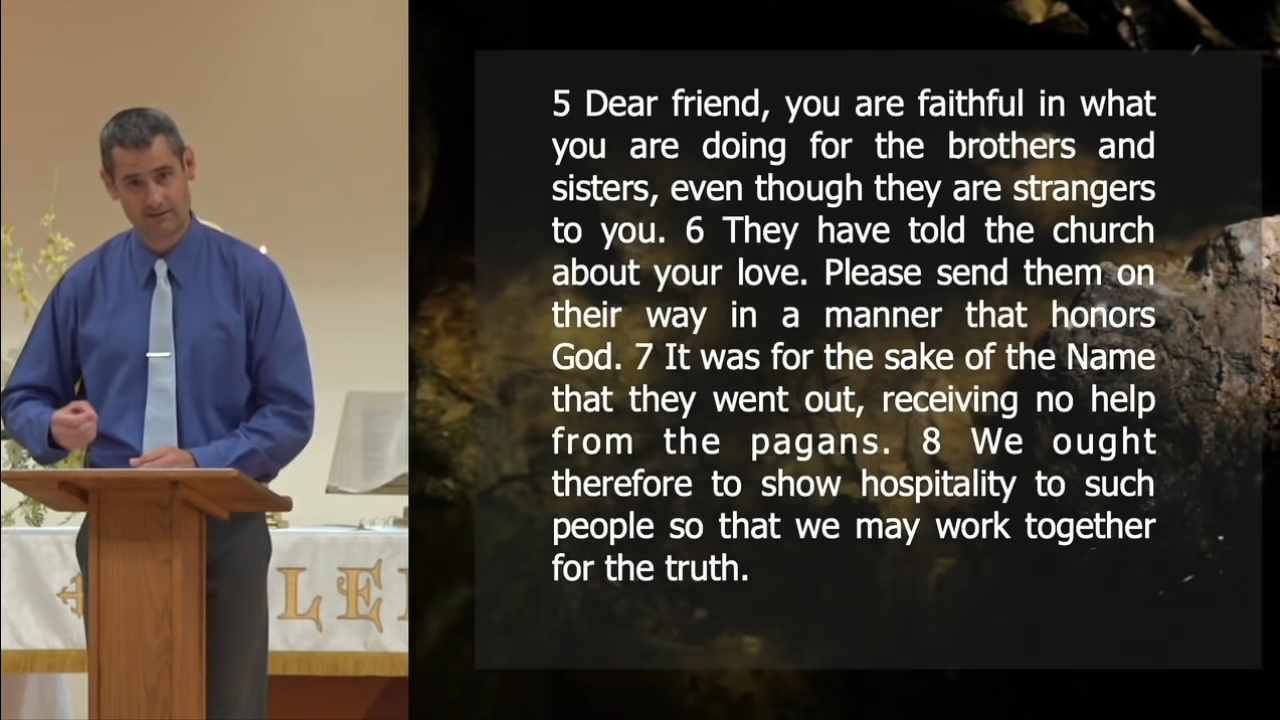 5 Dear friend, you are faithful in what
you are doing for the brothers and
sisters, even though they are strangers
to you. 6 They have told the church
about your love. Please send them on
their way in a manner that honors
God. 7 It was for the sake of the Name
that they went out, receiving no help
from the pagans. 8 We ought
therefore to show hospitality to such
people so that we may work together
for the truth.
LE